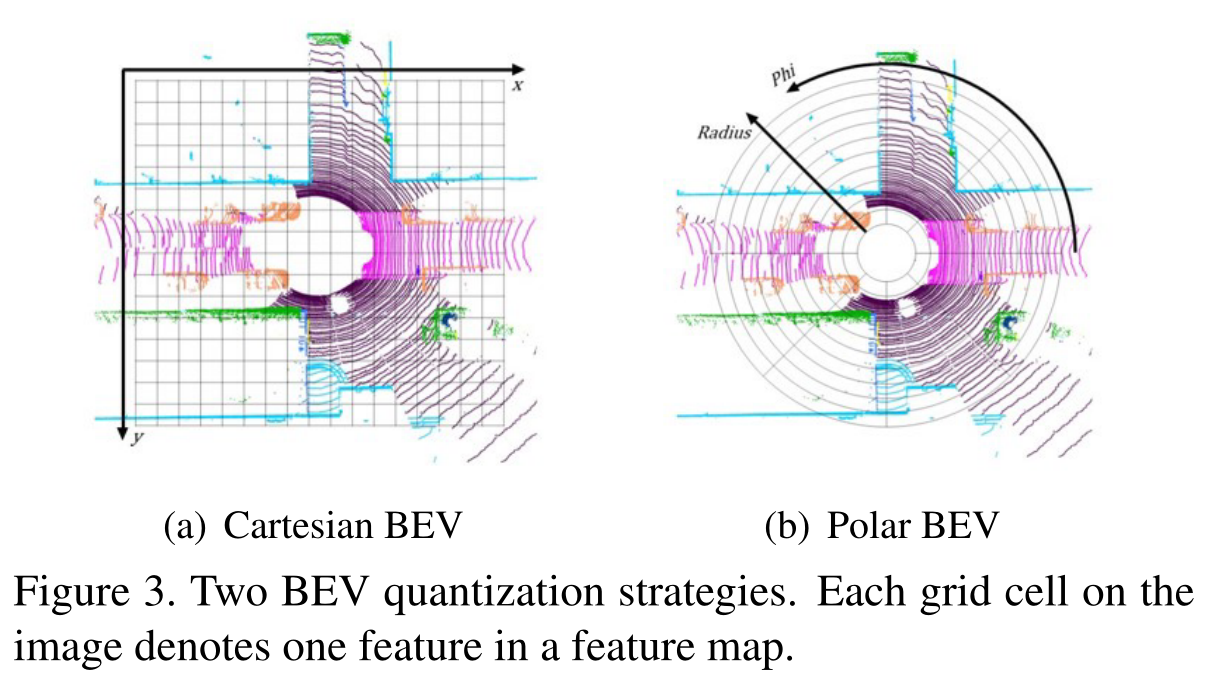 x
y
Phi
Radius
(a) Cartesian BEV
(b) Polar BEV
Figure 3. Two BEV quantization strategies. Each grid cell on the
image denotes one feature in a feature map.